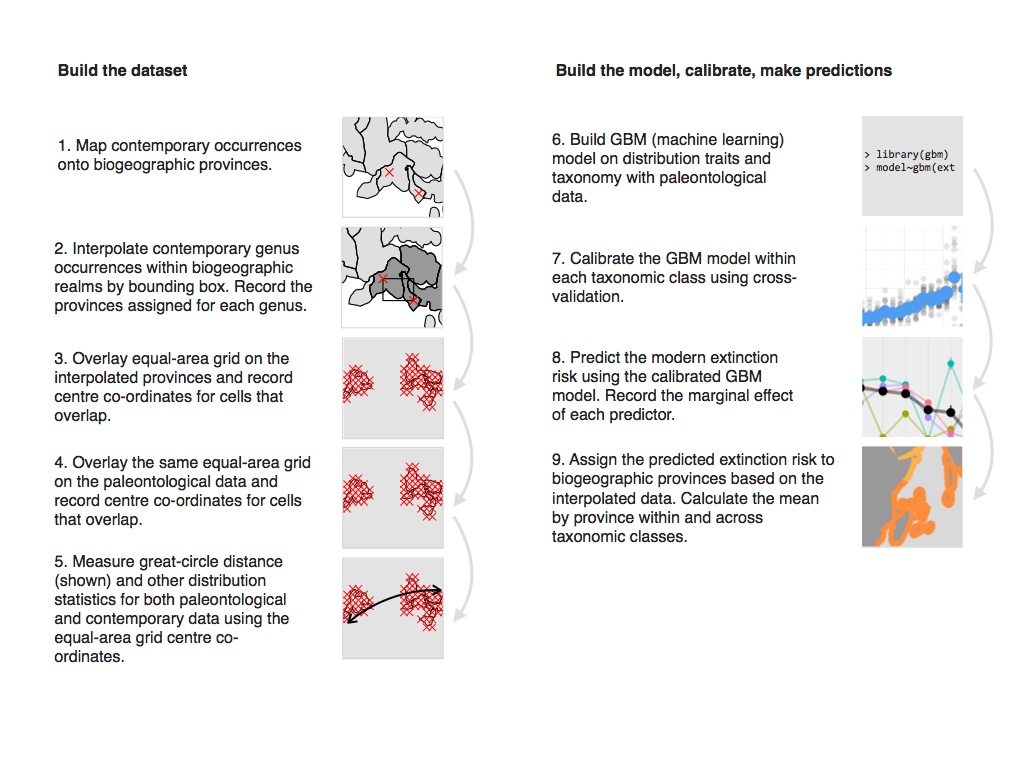 Build the dataset
1. Map contemporary occurrences
onto biogeographic provinces.
2. Interpolate contemporary genus
occurrences within biogeographic
realms by bounding box. Record the
provinces assigned for each genus.
3. Overlay equal-area grid on the
interpolated provinces and record
centre co-ordinates for cells that
overlap.
4. Overlay the same equal-area grid
on the paleontological data and
record centre co-ordinates for cells
that overlap.
5. Measure great-circle distance
(shown) and other distribution
statistics for both paleontological
and contemporary data using the
equal-area grid centre co-
ordinates.
Build the model, calibrate, make predictions
6. Build GBM (machine learning)
model on distribution traits and
taxonomy with paleontological
data.
> library(gbm)
> model~gbm(ext
7. Calibrate the GBM model within
each taxonomic class using cross-
validation.
8. Predict the modern extinction
risk using the calibrated GBM
model. Record the marginal effect
of each predictor.
9. Assign the predicted extinction risk to
biogeographic provinces based on the
interpolated data. Calculate the mean
by province within and across
taxonomic classes.